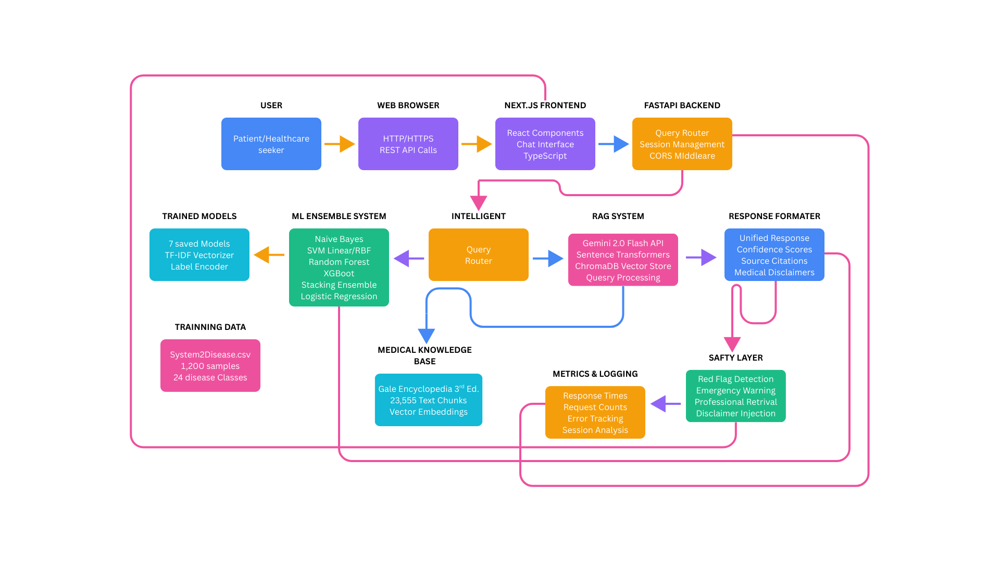 USER
Patient/Healthcare
seeker
WEB BROWSER
HTTP/HTTPS
REST API Calls
NEXT.JS FRONTEND
React Components
Chat Interface
TypeScript
FASTAPI BACKEND
Query Router
Session Management
CORS MIddleare
TRAINED MODELS
7 saved Models
TF-IDF Vectorizer
Label Encoder
ML ENSEMBLE SYSTEM
Naive Bayes
SVM Linear/RBF
Random Forest
XGBoot
Stacking Ensemble
Logistic Regression
INTELLIGENT
Query
Router
RAG SYSTEM
Gemini 2.0 Flash API
Sentence Transformers
ChromaDB Vector Store
Quesry Processing
RESPONSE FORMATER
Unified Response
Confidence Scores
Source Citations
Medical Disclaimers
TRAINNING DATA
System2Disease.csv
1,200 samples
24 disease Classes
MEDICAL KNOWLEDGE
BASE
Gale Encyclopedia 3rd Ed.
23,555 Text Chunks
Vector Embeddings
METRICS & LOGGING
Response Times
Request Counts
Error Tracking
Session Analysis
SAFTY LAYER
Red Flag Detection
Emergency Warning
Professional Retrival
Disclaimer Injection